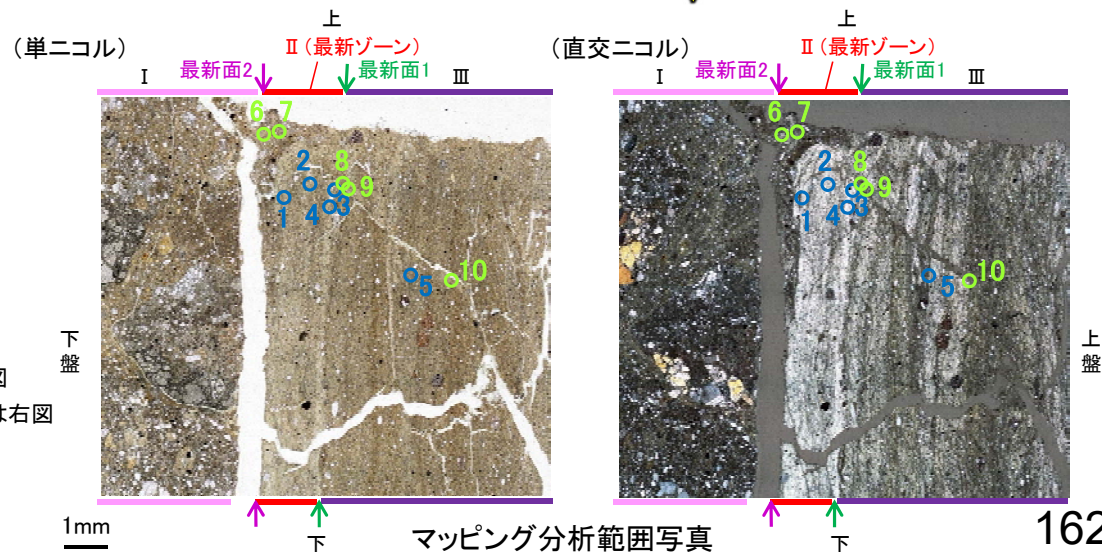 (単ニコル)
上
Ⅱ(最新ゾーン)
Ⅰ
最新面2
最新面1
Ⅲ
6
7
2
8
1
4
3
9
5
10
下
盤
図
は右図
1mm
下
(直交ニコル)
上
Ⅱ(最新ゾーン)
Ⅰ
最新面2
最新面1
Ⅲ
6
7
2
8
1
4
3
9
5
10
上
盤
下
マッピング分析範囲写真
162